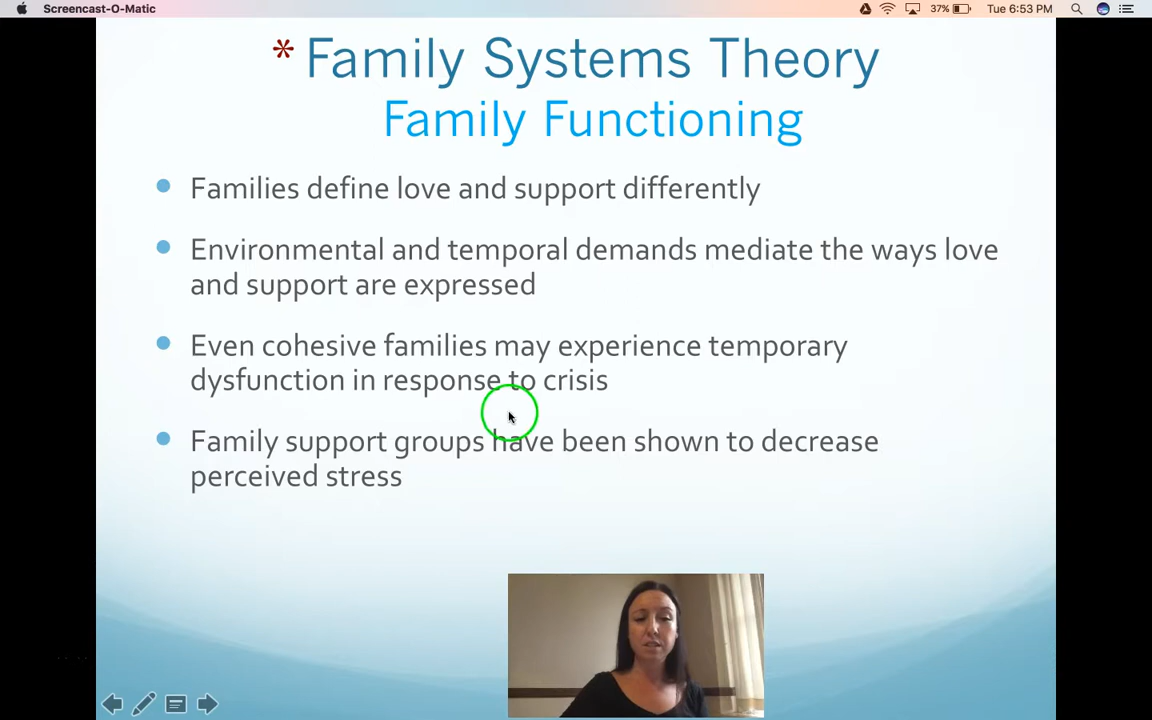 Screencast-O-Matic
37%
Tue 6:53 PM
* Family Systems Theory
Family Functioning
• Families define love and support differently
• Environmental and temporal demands mediate the ways love
and support are expressed
• Even cohesive families may experience temporary
dysfunction in response to crisis
• Family support groups have been shown to decrease
perceived stress